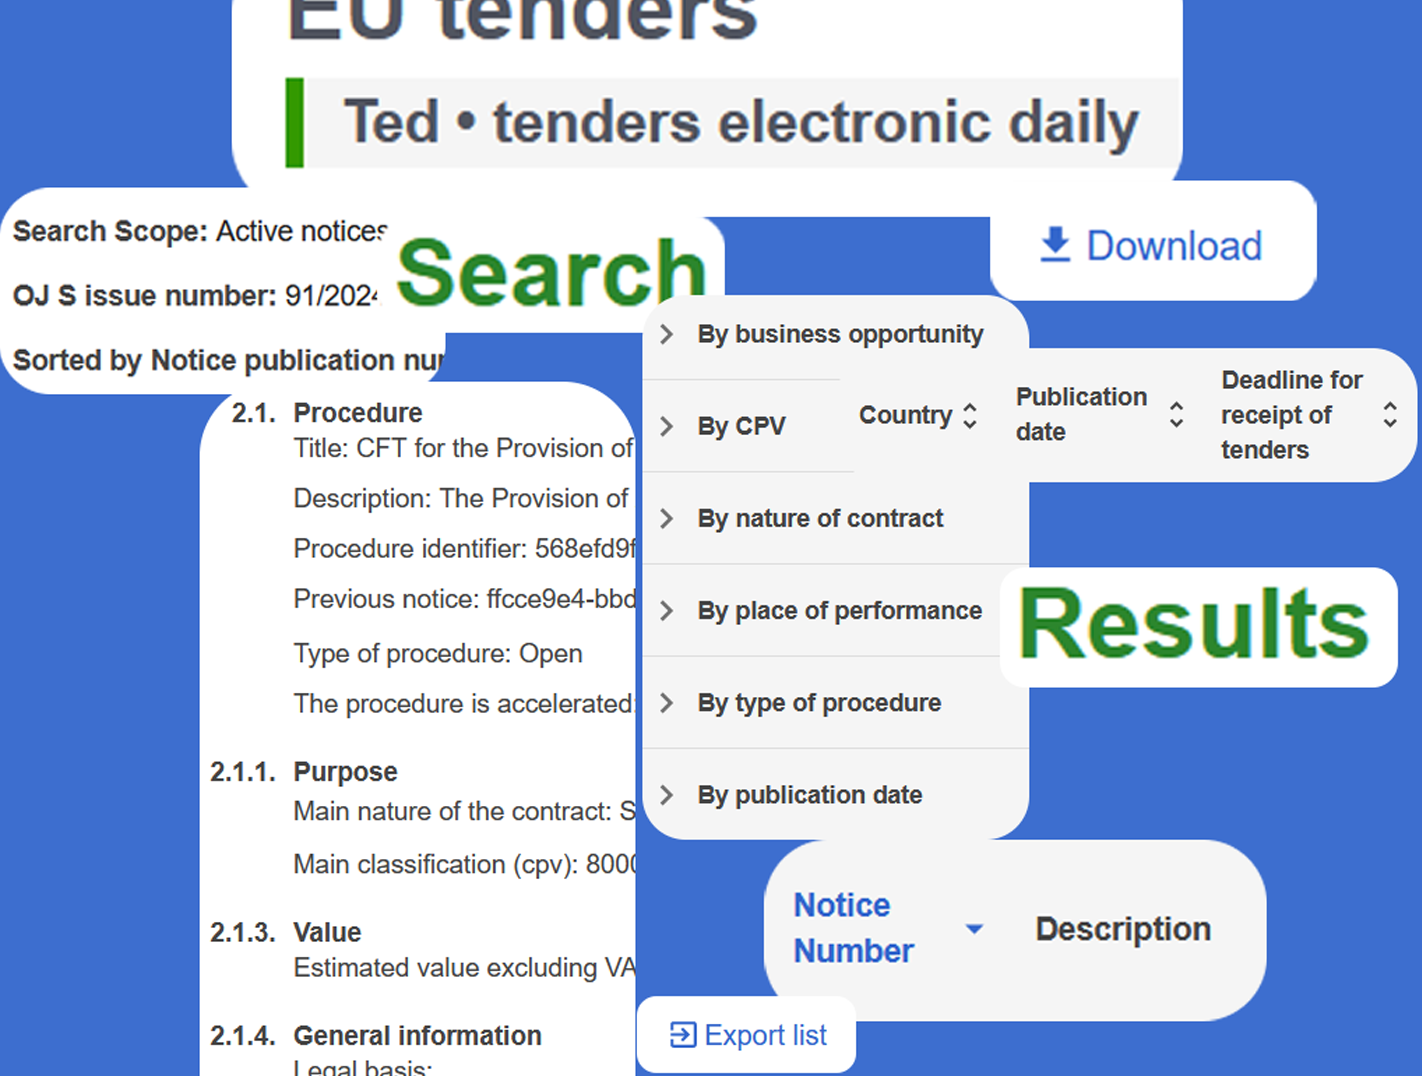 EU tenders
Ted • tenders electronic daily
Search Scope: Active notices
OJ S issue number: 91/2024
Sorted by Notice publication
Search
Download
By business opportunity
By CPV
By nature of contract
By place of performance
By type of procedure
By publication date
Country
Publication
date
Deadline for
receipt of
tenders
2.1. Procedure
Title: CFT for the Provision of
Description: The Provision of
Procedure identifier: 568efd9f
Previous notice: ffcce9e4-bbd
Type of procedure: Open
The procedure is accelerated:
2.1.1. Purpose
Main nature of the contract: S
Main classification (cpv): 8000
2.1.3. Value
Estimated value excluding VA
2.1.4. General information
Legal basis:
Results
Notice
Number
Description
Export list